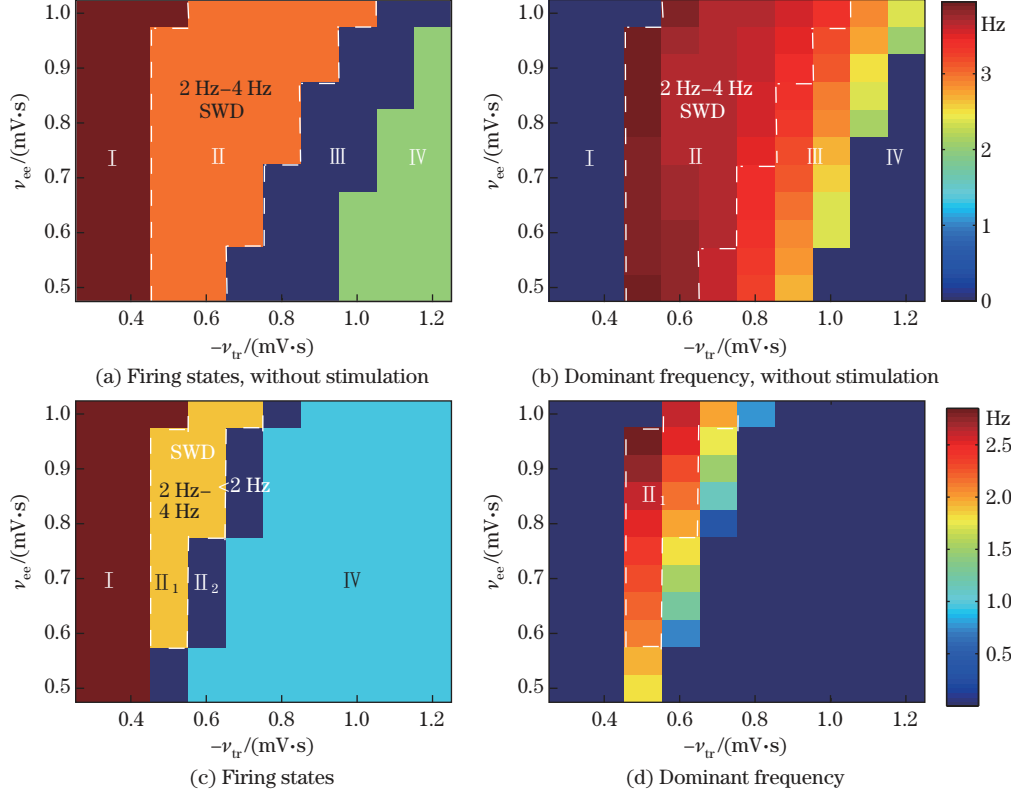 1.0
0.9
0.8
0.7
0.6
0.5
ν_ee/(mV·s)
2 Hz–4 Hz
SWD
Ⅰ
Ⅱ
Ⅲ
Ⅳ
0.4 0.6 0.8 1.0 1.2
–ν_tr/(mV·s)
(a) Firing states, without stimulation
1.0
0.9
0.8
0.7
0.6
0.5
ν_ee/(mV·s)
2 Hz–4 Hz
SWD
Ⅰ
Ⅱ
Ⅲ
Ⅳ
0.4 0.6 0.8 1.0 1.2
–ν_tr/(mV·s)
Hz
3
2
1
0
(b) Dominant frequency, without stimulation
1.0
0.9
0.8
0.7
0.6
0.5
ν_ee/(mV·s)
SWD
2 Hz–
4 Hz
<2 Hz
Ⅰ
Ⅱ₁
Ⅱ₂
Ⅳ
0.4 0.6 0.8 1.0 1.2
–ν_tr/(mV·s)
(c) Firing states
1.0
0.9
0.8
0.7
0.6
0.5
ν_ee/(mV·s)
Ⅱ₁
0.4 0.6 0.8 1.0 1.2
–ν_tr/(mV·s)
Hz
2.5
2.0
1.5
1.0
0.5
(d) Dominant frequency